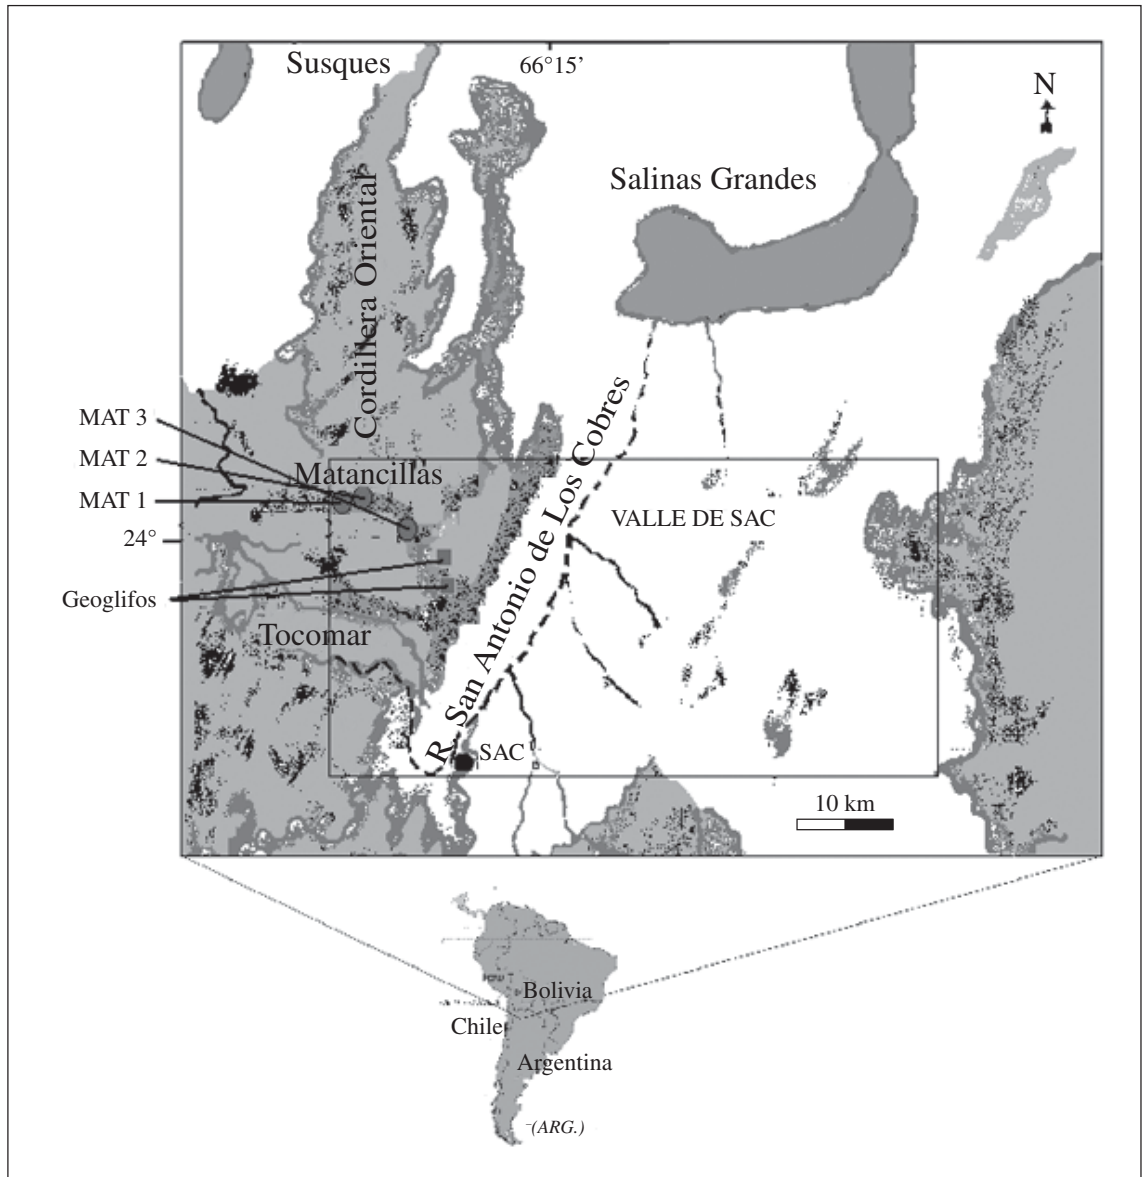 Susques
66°15'
N
Salinas Grandes
Cordillera Oriental
MAT 3
MAT 2
MAT 1
Matancillas
24°
VALLE DE SAC
R. San Antonio de Los Cobres
Geoglifos
Tocomar
SAC
10 km
Bolivia
Chile
Argentina
(ARG.)